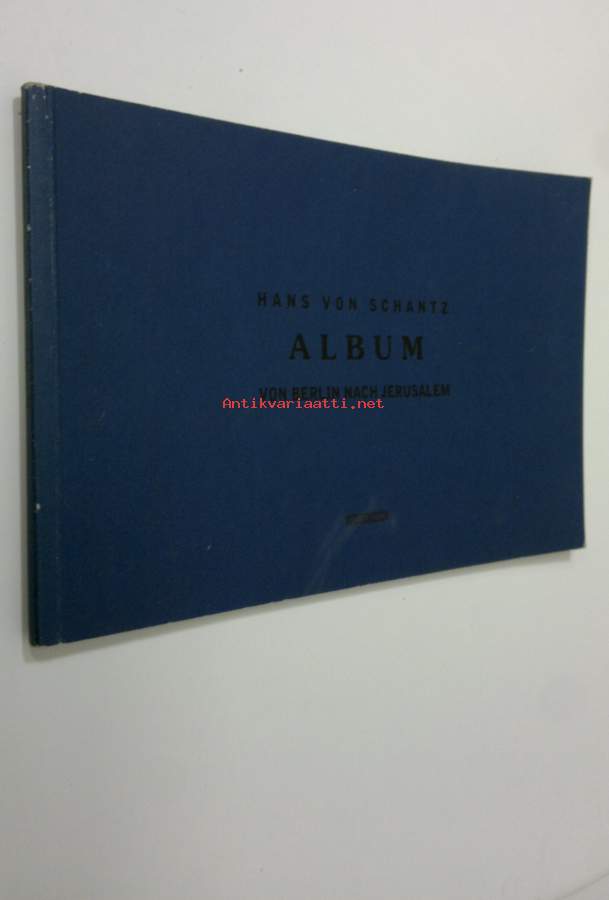 HANS VON SCHANTZ
ALBUM
VON BERLIN NACH JERUSALEM
Antikvariaatti.net